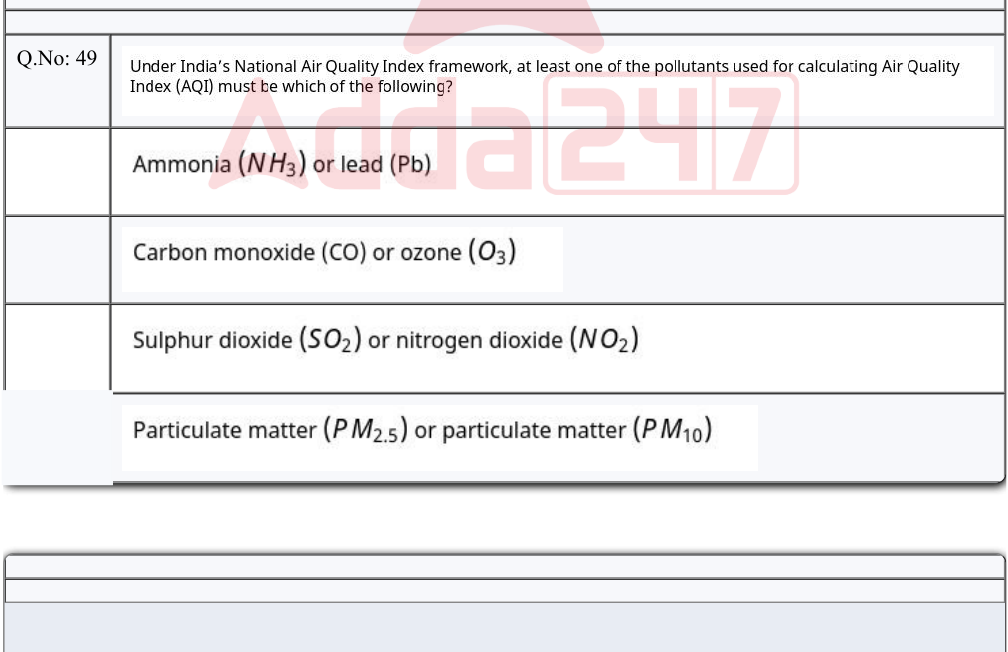 Q.No: 49
Under India's National Air Quality Index framework, at least one of the pollutants used for calculating Air Quality
Index (AQI) must be which of the following?
Adda247
Ammonia (NH₃) or lead (Pb)
Carbon monoxide (CO) or ozone (O₃)
Sulphur dioxide (SO₂) or nitrogen dioxide (NO₂)
Particulate matter (PM₂.₅) or particulate matter (PM₁₀)